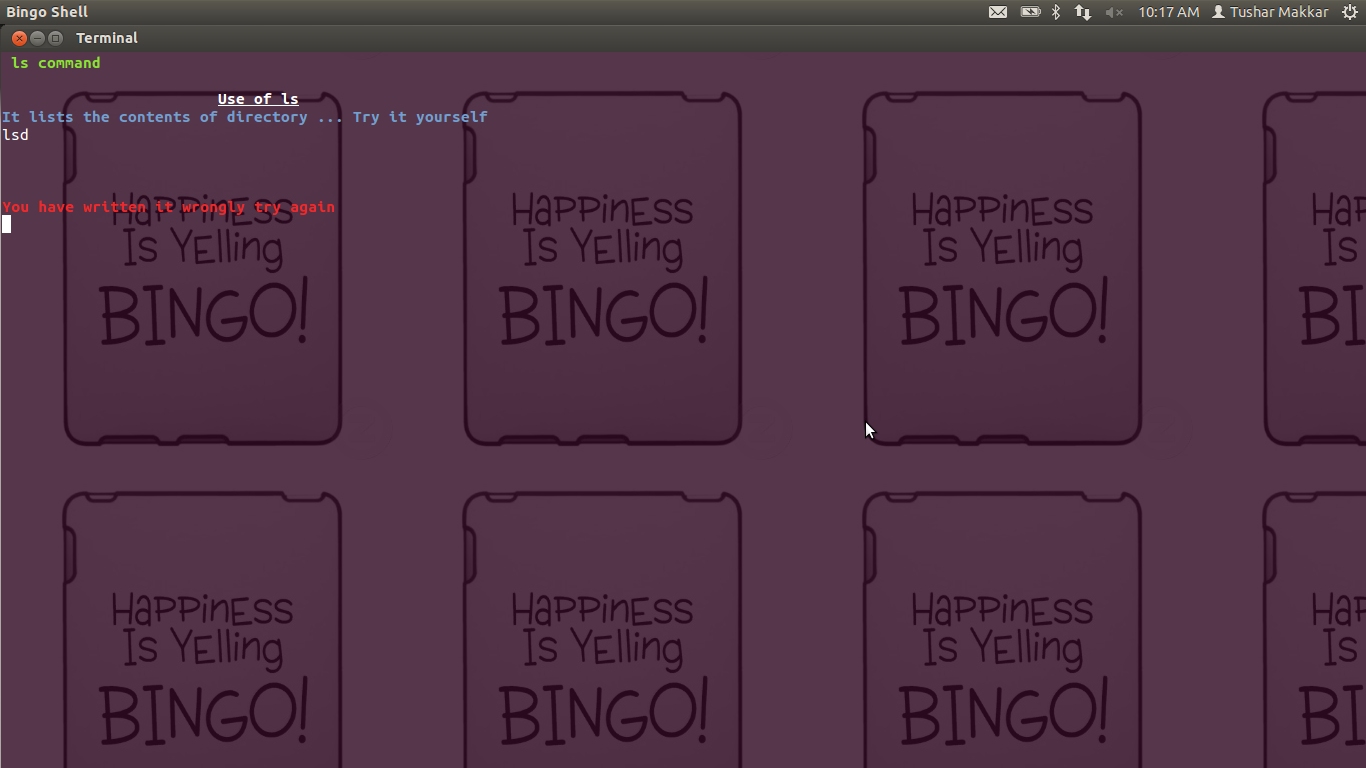 Bingo Shell
10:17 AM Tushar Makkar
Terminal
ls command
Use of ls
It lists the contents of directory ... Try it yourself
lsd
You have written it wrongly try again
HAPPiNESS HAPPiNESS HAPPiNESS HAP
Is YElling Is YElling Is YElling Is
BINGO! BINGO! BINGO! BI
HAPPiNESS HAPPiNESS HAPPiNESS HAP
Is YElling Is YElling Is YElling Is
BINGO! BINGO! BINGO! BI